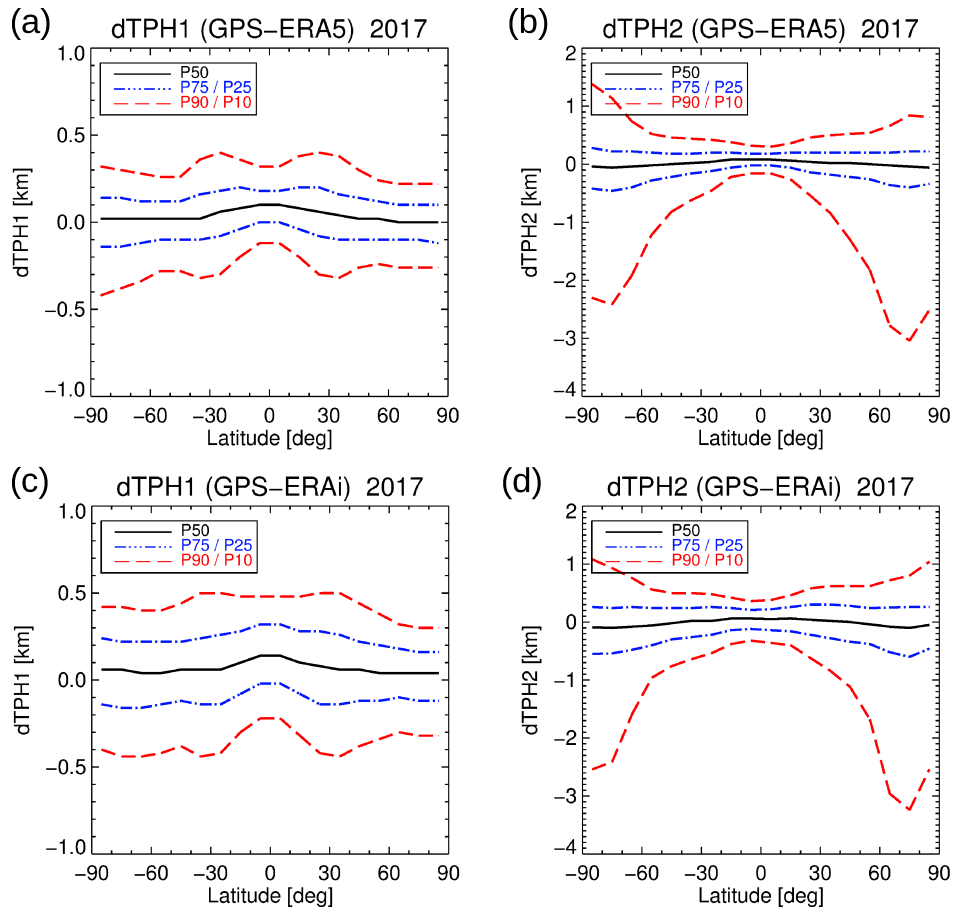 (a)
dTPH1 (GPS−ERA5) 2017
1.0
0.5
0.0
−0.5
−1.0
dTPH1 [km]
P50
P75 / P25
P90 / P10
−90 −60 −30 0 30 60 90
Latitude [deg]
(b)
dTPH2 (GPS−ERA5) 2017
2
1
0
−1
−2
−3
−4
dTPH2 [km]
P50
P75 / P25
P90 / P10
−90 −60 −30 0 30 60 90
Latitude [deg]
(c)
dTPH1 (GPS−ERAi) 2017
1.0
0.5
0.0
−0.5
−1.0
dTPH1 [km]
P50
P75 / P25
P90 / P10
−90 −60 −30 0 30 60 90
Latitude [deg]
(d)
dTPH2 (GPS−ERAi) 2017
2
1
0
−1
−2
−3
−4
dTPH2 [km]
P50
P75 / P25
P90 / P10
−90 −60 −30 0 30 60 90
Latitude [deg]